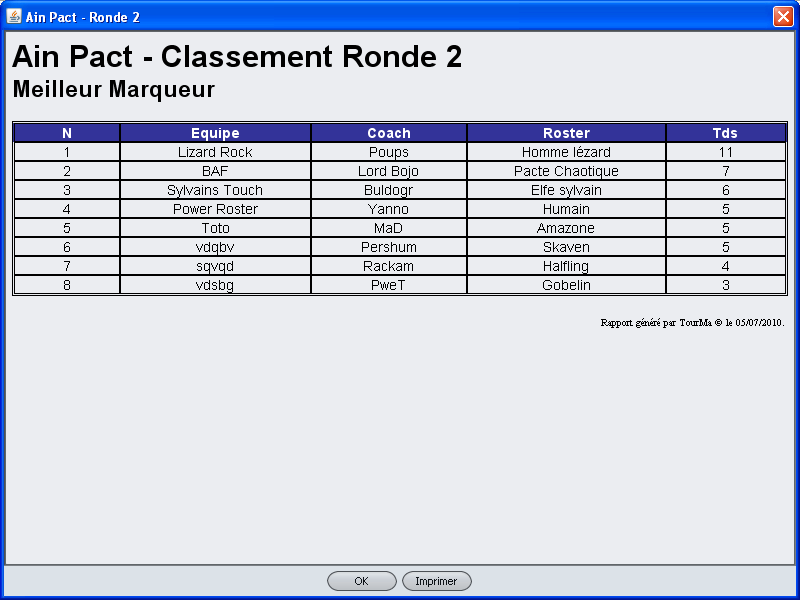 Ain Pact - Ronde 2
Ain Pact - Classement Ronde 2
Meilleur Marqueur
N Equipe Coach Roster Tds
1 Lizard Rock Poups Homme lézard 11
2 BAF Lord Bojo Pacte Chaotique 7
3 Sylvains Touch Buldogr Elfe sylvain 6
4 Power Roster Yanno Humain 5
5 Toto MaD Amazone 5
6 vdqbv Pershum Skaven 5
7 sqvqd Rackam Halfling 4
8 vdsbg PweT Gobelin 3
Rapport généré par TourMa © le 05/07/2010.
OK Imprimer